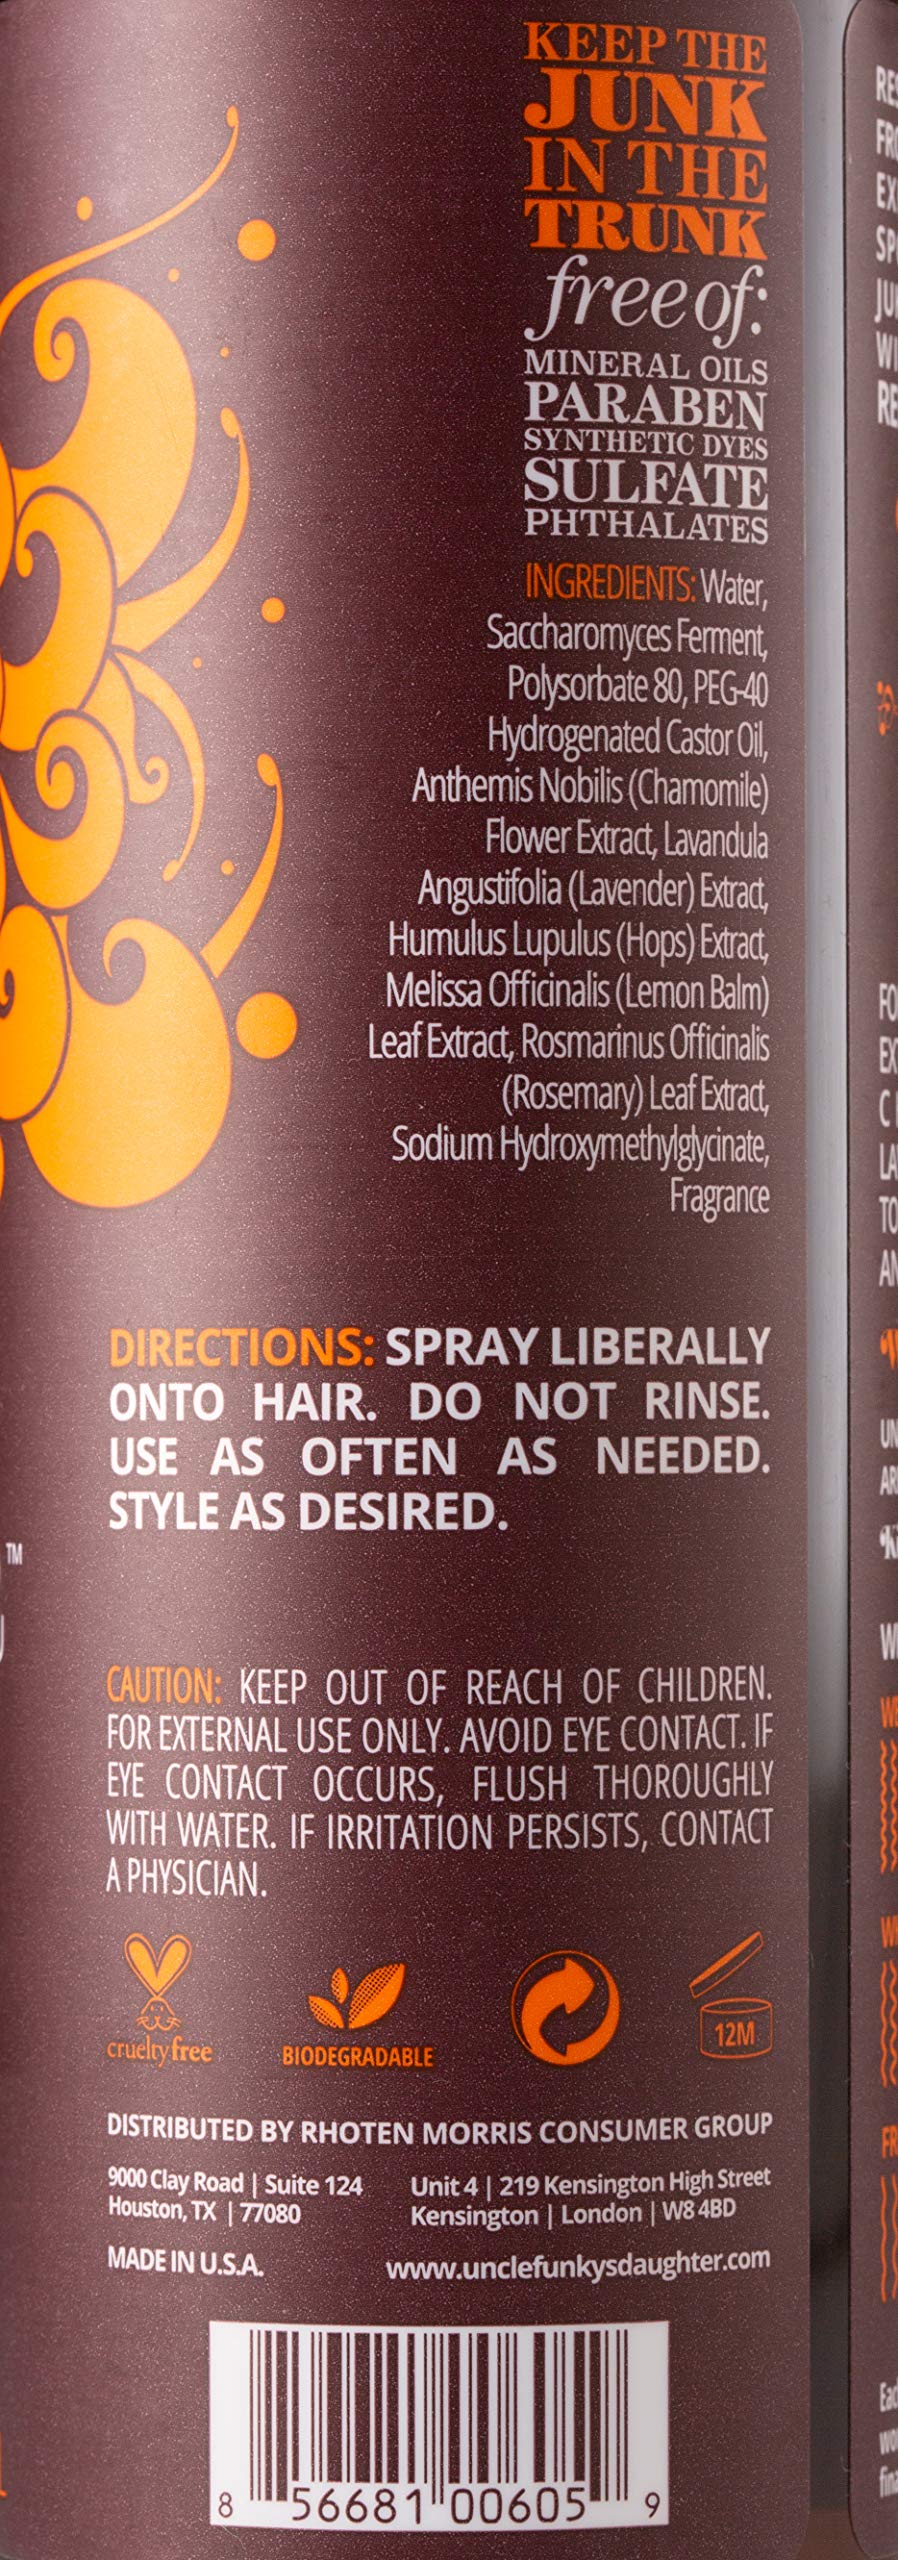 KEEP THE
JUNK
IN THE
TRUNK
free of:
MINERAL OILS
PARABEN
SYNTHETIC DYES
SULFATE
PHTHALATES
INGREDIENTS: Water,
Saccharomyces Ferment,
Polysorbate 80, PEG-40
Hydrogenated Castor Oil,
Anthemis Nobilis (Chamomile)
Flower Extract, Lavandula
Angustifolia (Lavender) Extract,
Humulus Lupulus (Hops) Extract,
Melissa Officinalis (Lemon Balm)
Leaf Extract, Rosmarinus Officinalis
(Rosemary) Leaf Extract,
Sodium Hydroxymethylglycinate,
Fragrance
DIRECTIONS: SPRAY LIBERALLY
ONTO HAIR. DO NOT RINSE.
USE AS OFTEN AS NEEDED.
STYLE AS DESIRED.
TM
CAUTION: KEEP OUT OF REACH OF CHILDREN.
FOR EXTERNAL USE ONLY. AVOID EYE CONTACT. IF
EYE CONTACT OCCURS, FLUSH THOROUGHLY
WITH WATER. IF IRRITATION PERSISTS, CONTACT
A PHYSICIAN.
cruelty free
BIODEGRADABLE
12M
DISTRIBUTED BY RHOTEN MORRIS CONSUMER GROUP
9000 Clay Road | Suite 124
Houston, TX | 77080
Unit 4 | 219 Kensington High Street
Kensington | London | W8 4BD
MADE IN U.S.A.
www.unclefunkysdaughter.com
8 56681 00605 9